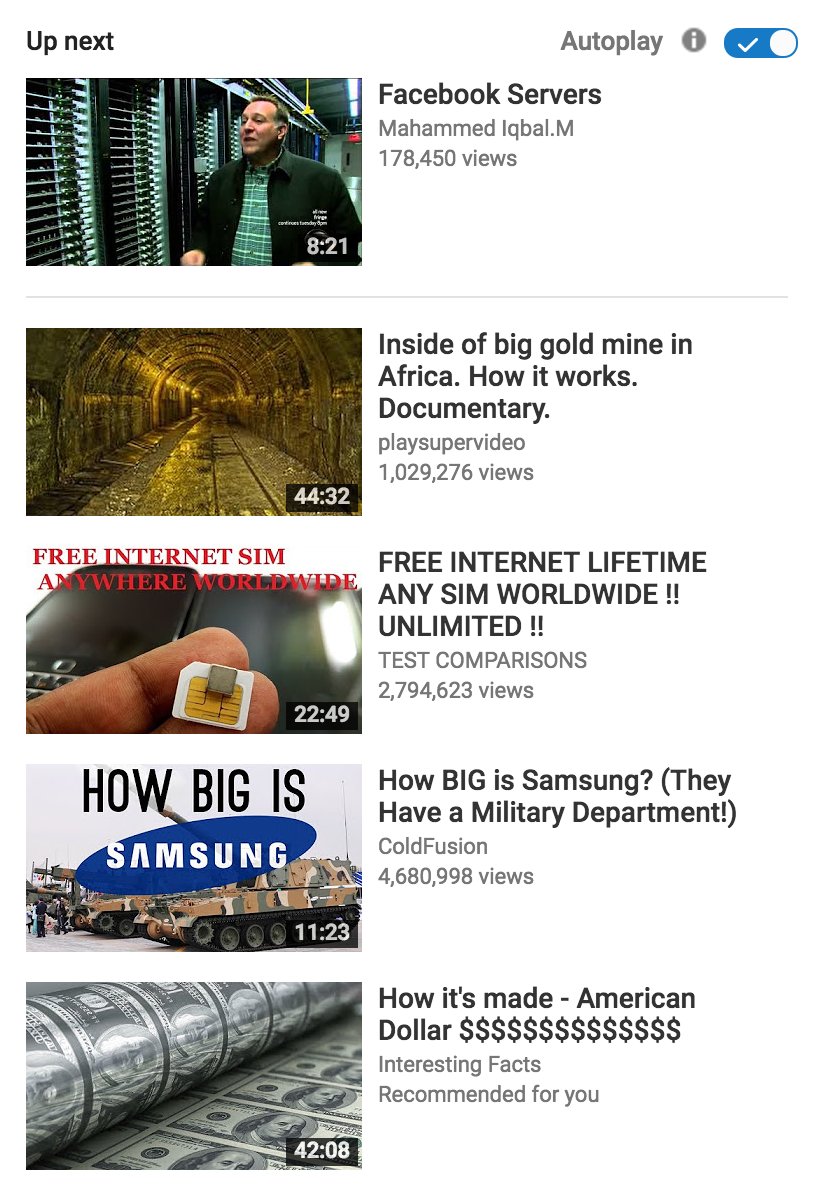 Up next
Autoplay
Facebook Servers
Mahammed Iqbal.M
178,450 views
all new
fringe
continues tuesday 8pm
8:21
Inside of big gold mine in
Africa. How it works.
Documentary.
playsupervideo
1,029,276 views
44:32
FREE INTERNET SIM
ANYWHERE WORLDWIDE
22:49
FREE INTERNET LIFETIME
ANY SIM WORLDWIDE !!
UNLIMITED !!
TEST COMPARISONS
2,794,623 views
HOW BIG IS
SAMSUNG
11:23
How BIG is Samsung? (They
Have a Military Department!)
ColdFusion
4,680,998 views
How it's made - American
Dollar $$$$$$$$$$$$$$
Interesting Facts
Recommended for you
42:08